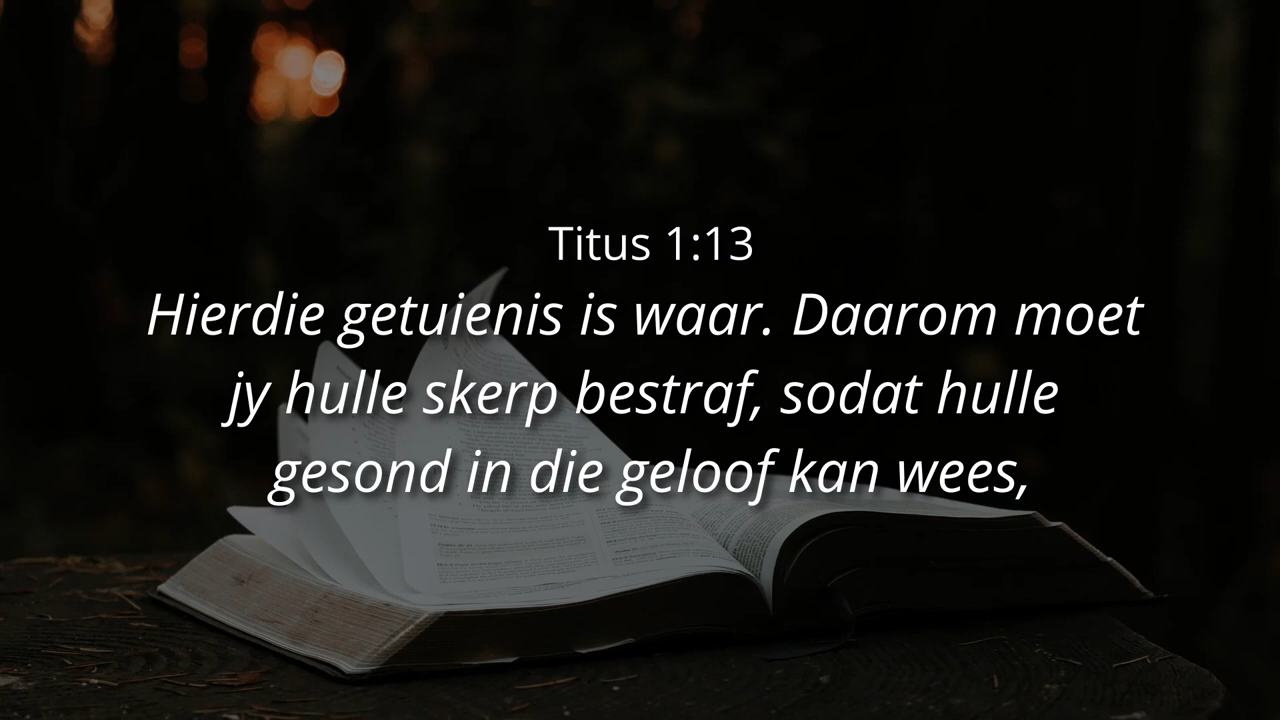 Titus 1:13
Hierdie getuienis is waar. Daarom moet
jy hulle skerp bestraf, sodat hulle
gesond in die geloof kan wees,